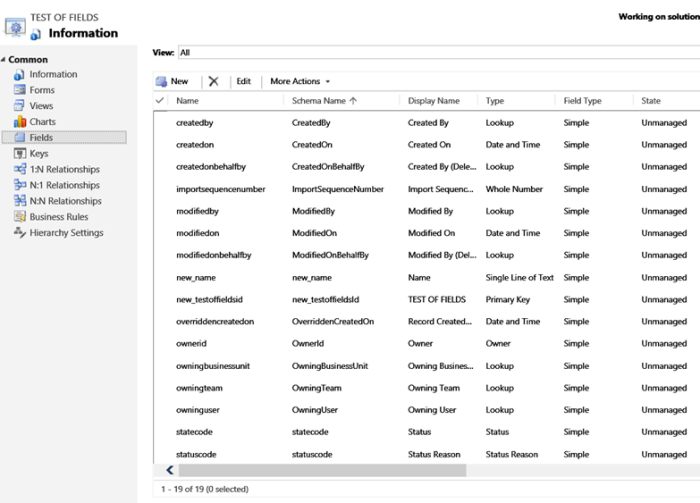 TEST OF FIELDS
Information
Working on solution
Common
Information
Forms
Views
Charts
Fields
Keys
1:N Relationships
N:1 Relationships
N:N Relationships
Business Rules
Hierarchy Settings
View: All
New Edit More Actions
Name Schema Name Display Name Type Field Type State
createdby CreatedBy Created By Lookup Simple Unmanaged
createdon CreatedOn Created On Date and Time Simple Unmanaged
createdonbehalfby CreatedOnBehalfBy Created By (Dele... Lookup Simple Unmanaged
importsequencenumber ImportSequenceNumber Import Sequenc... Whole Number Simple Unmanaged
modifiedby ModifiedBy Modified By Lookup Simple Unmanaged
modifiedon ModifiedOn Modified On Date and Time Simple Unmanaged
modifiedonbehalfby ModifiedOnBehalfBy Modified By (Del... Lookup Simple Unmanaged
new_name new_name Name Single Line of Text Simple Unmanaged
new_testoffieldsid new_testoffieldsId TEST OF FIELDS Primary Key Simple Unmanaged
overriddencreatedon OverriddenCreatedOn Record Created... Date and Time Simple Unmanaged
ownerid OwnerId Owner Owner Simple Unmanaged
owningbusinessunit OwningBusinessUnit Owning Busines... Lookup Simple Unmanaged
owningteam OwningTeam Owning Team Lookup Simple Unmanaged
owninguser OwningUser Owning User Lookup Simple Unmanaged
statecode statecode Status Status Simple Unmanaged
statuscode statuscode Status Reason Status Reason Simple Unmanaged
1 - 19 of 19 (0 selected)